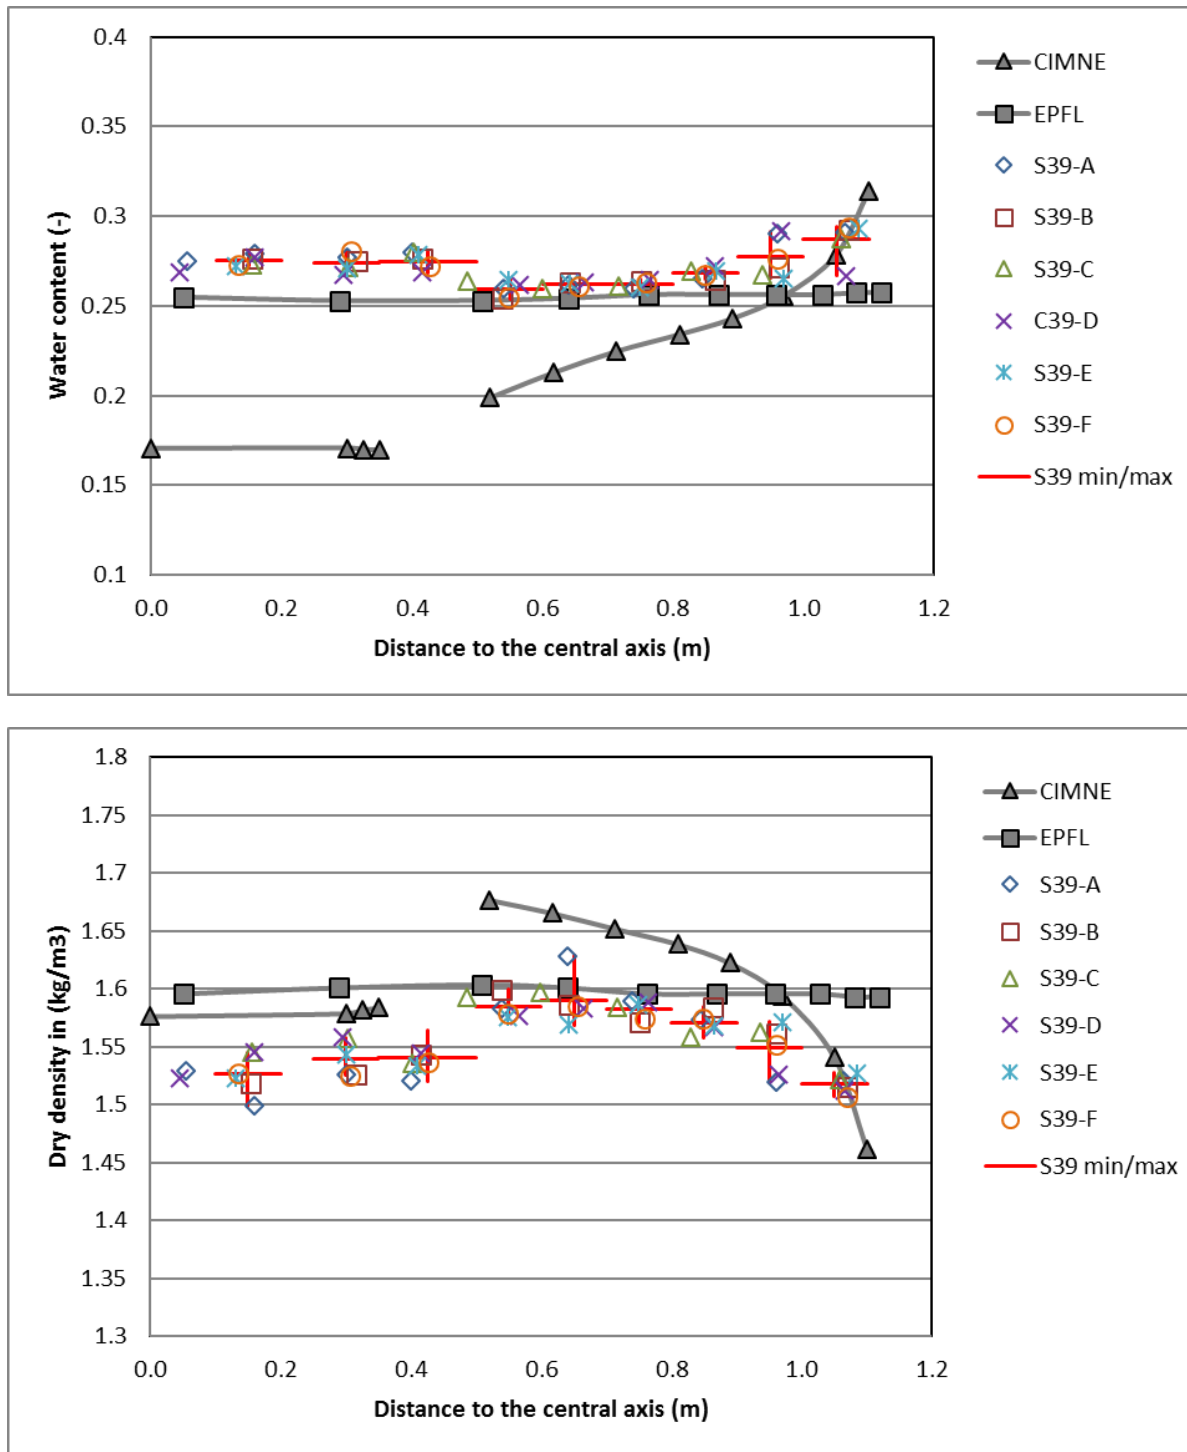 0.4
0.35
0.3
0.25
0.2
0.15
0.1
Water content (-)
0.0 0.2 0.4 0.6 0.8 1.0 1.2
Distance to the central axis (m)
CIMNE
EPFL
S39-A
S39-B
S39-C
C39-D
S39-E
S39-F
S39 min/max
1.8
1.75
1.7
1.65
1.6
1.55
1.5
1.45
1.4
1.35
1.3
Dry density in (kg/m3)
0.0 0.2 0.4 0.6 0.8 1.0 1.2
Distance to the central axis (m)
CIMNE
EPFL
S39-A
S39-B
S39-C
S39-D
S39-E
S39-F
S39 min/max